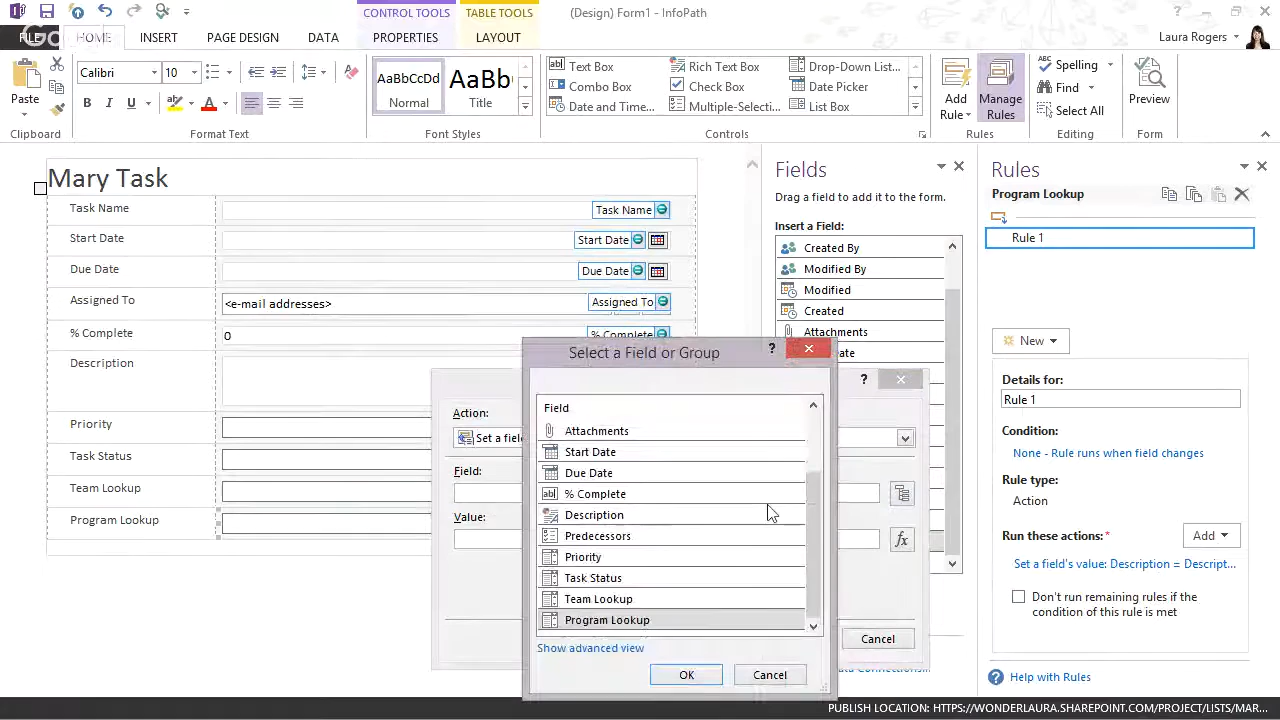 CONTROL TOOLS
TABLE TOOLS
(Design) Form1 - InfoPath
?
FILE
HOME
INSERT
PAGE DESIGN
DATA
PROPERTIES
LAYOUT
Laura Rogers
Paste
Clipboard
Calibri
10
B I U
A
Format Text
AaBbCcDd
Normal
AaBb(
Title
Font Styles
Text Box
Combo Box
Date and Time...
Rich Text Box
Check Box
Multiple-Selecti...
Drop-Down List...
Date Picker
List Box
Controls
Add
Rule
Manage
Rules
Rules
Spelling
Find
Select All
Editing
Preview
Form
Mary Task
Task Name
Task Name
Start Date
Start Date
Due Date
Due Date
Assigned To
<e-mail addresses>
Assigned To
% Complete
0
% Complete
Description
Priority
Task Status
Team Lookup
Program Lookup
Fields
Drag a field to add it to the form.
Insert a Field:
Created By
Modified By
Modified
Created
Attachments
Rules
Program Lookup
Rule 1
New
Details for:
Rule 1
Condition:
None - Rule runs when field changes
Rule type:
Action
Run these actions:*
Add
Set a field's value: Description = Descript...
Don't run remaining rules if the
condition of this rule is met
Help with Rules
?
Action:
Set a fiel
Field:
Value:
fx
Cancel
Select a Field or Group
?
Field
Attachments
Start Date
Due Date
% Complete
Description
Predecessors
Priority
Task Status
Team Lookup
Program Lookup
Show advanced view
OK
Cancel
PUBLISH LOCATION: HTTPS://WONDERLAURA.SHAREPOINT.COM/PROJECT/LISTS/MAR...